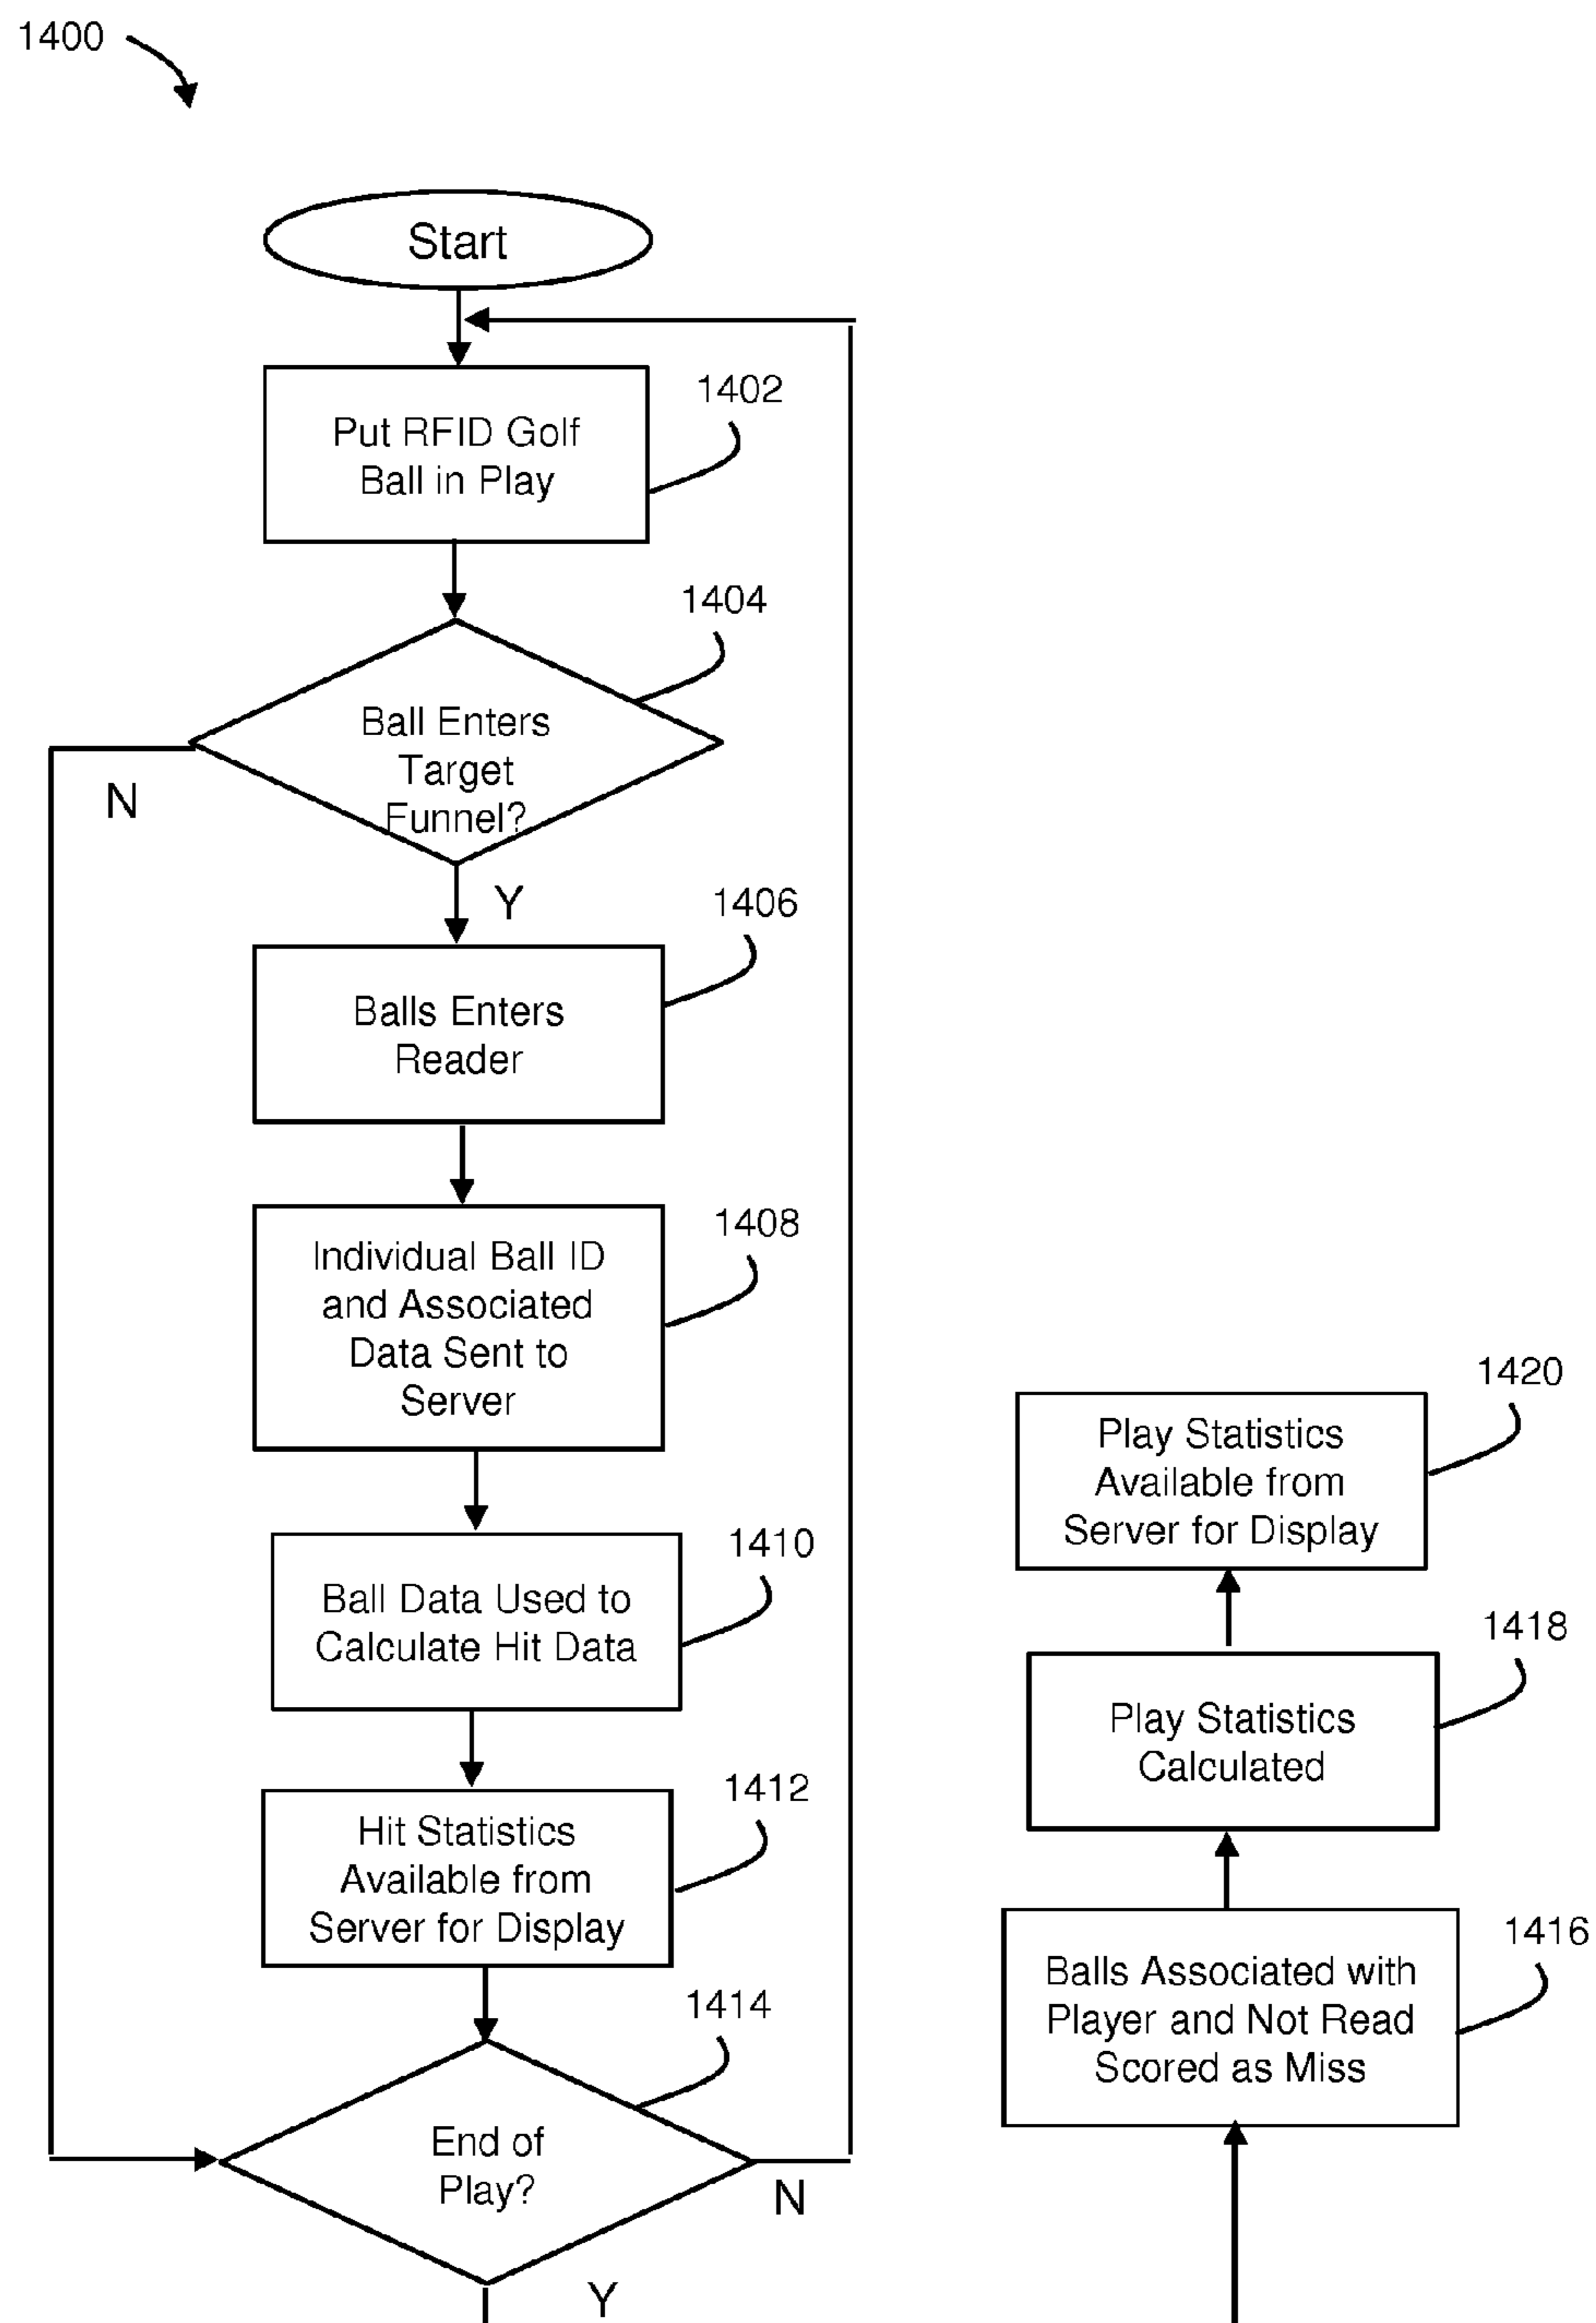 1400
Start
Put RFID Golf
Ball in Play
1402
Ball Enters
Target
Funnel?
1404
N
Y
Balls Enters
Reader
1406
Individual Ball ID
and Associated
Data Sent to
Server
1408
Ball Data Used to
Calculate Hit Data
1410
Hit Statistics
Available from
Server for Display
1412
End of
Play?
1414
N
Y
Play Statistics
Available from
Server for Display
1420
Play Statistics
Calculated
1418
Balls Associated with
Player and Not Read
Scored as Miss
1416